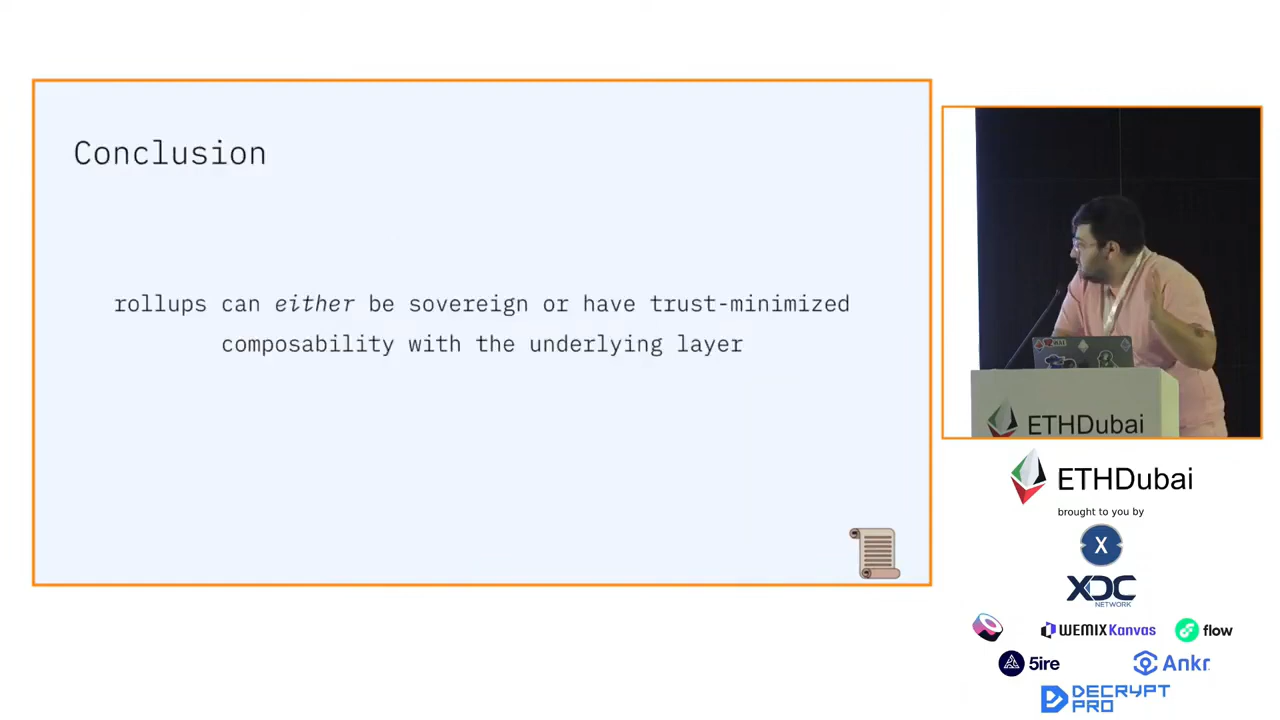 Conclusion
rollups can either be sovereign or have trust-minimized
composability with the underlying layer
ETHDubai
ETHDubai
brought to you by
X
XDC
NETWORK
WEMIX Kanvas
flow
5ire
Ankr
DECRYPT
PRO